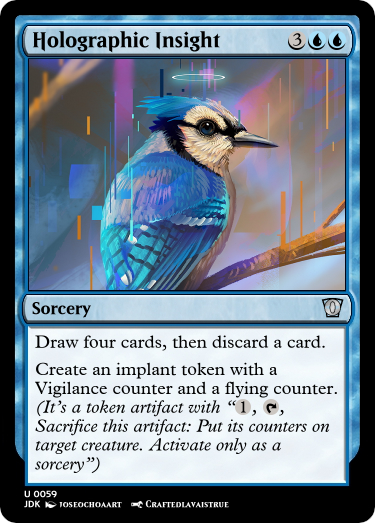 Holographic Insight 3
Sorcery
Draw four cards, then discard a card.
Create an implant token with a
Vigilance counter and a flying counter.
(It's a token artifact with “1, ,
Sacrifice this artifact: Put its counters on
target creature. Activate only as a
sorcery”)
U 0059
JDK JOSEOCHOAART CRAFTEDLAVAISTRUE